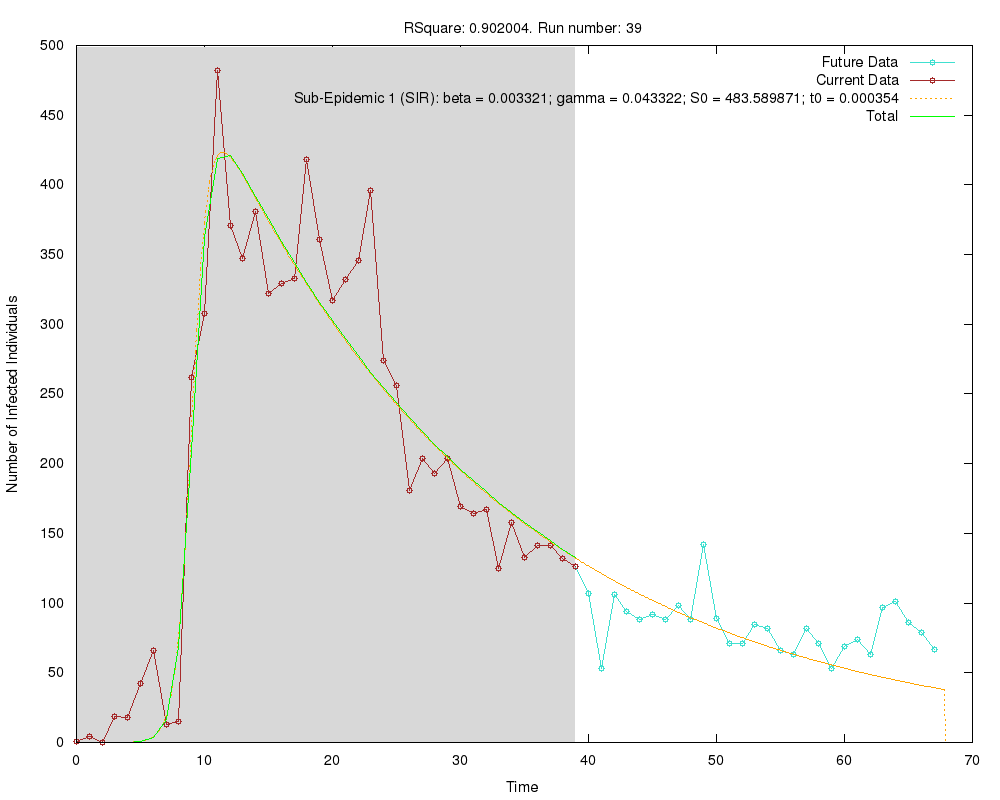 RSquare: 0.902004. Run number: 39
Future Data
Current Data
Sub-Epidemic 1 (SIR): beta = 0.003321; gamma = 0.043322; S0 = 483.589871; t0 = 0.000354
Total
500
450
400
350
300
250
200
150
100
50
0
Number of Infected Individuals
0 10 20 30 40 50 60 70
Time